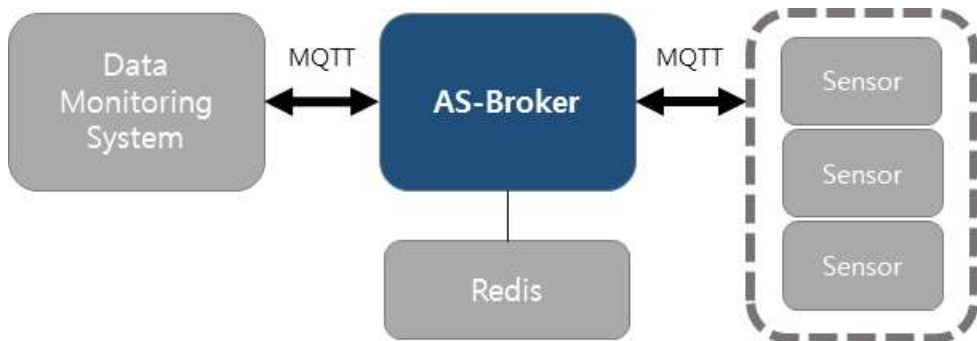 Data
Monitoring
System
MQTT
AS-Broker
MQTT
Sensor
Sensor
Sensor
Redis